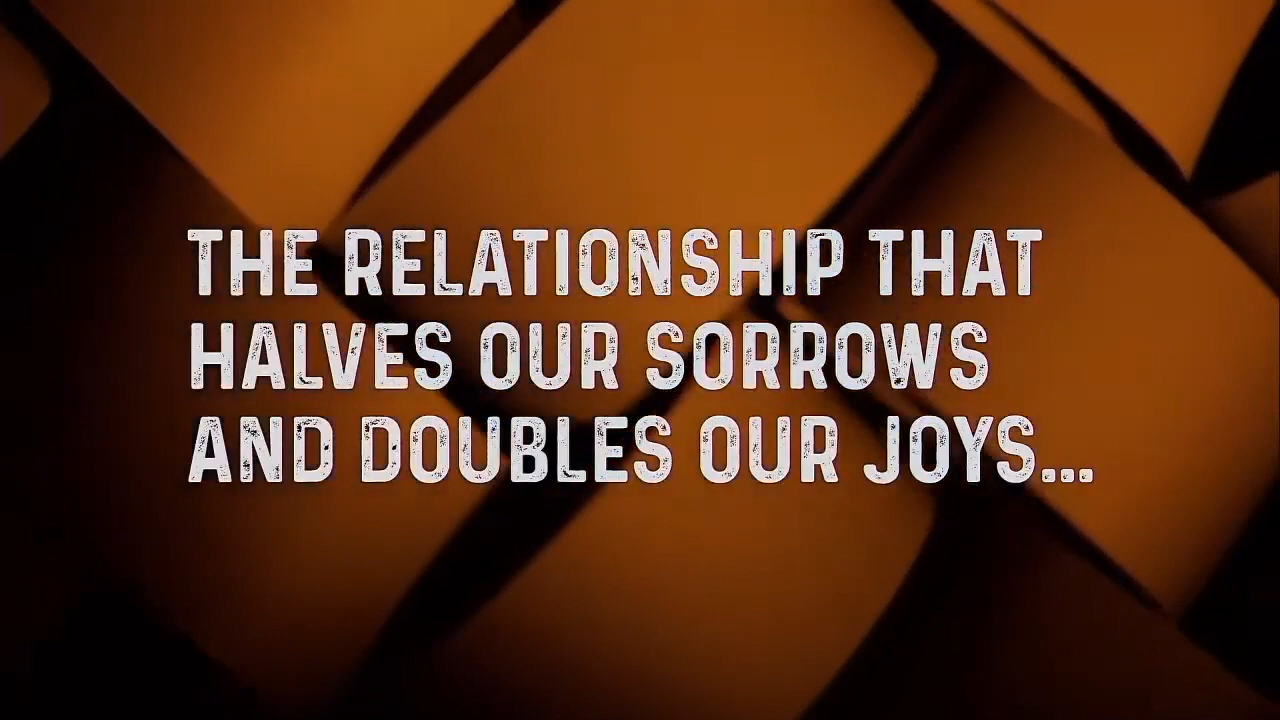 THE RELATIONSHIP THAT
HALVES OUR SORROWS
AND DOUBLES OUR JOYS...